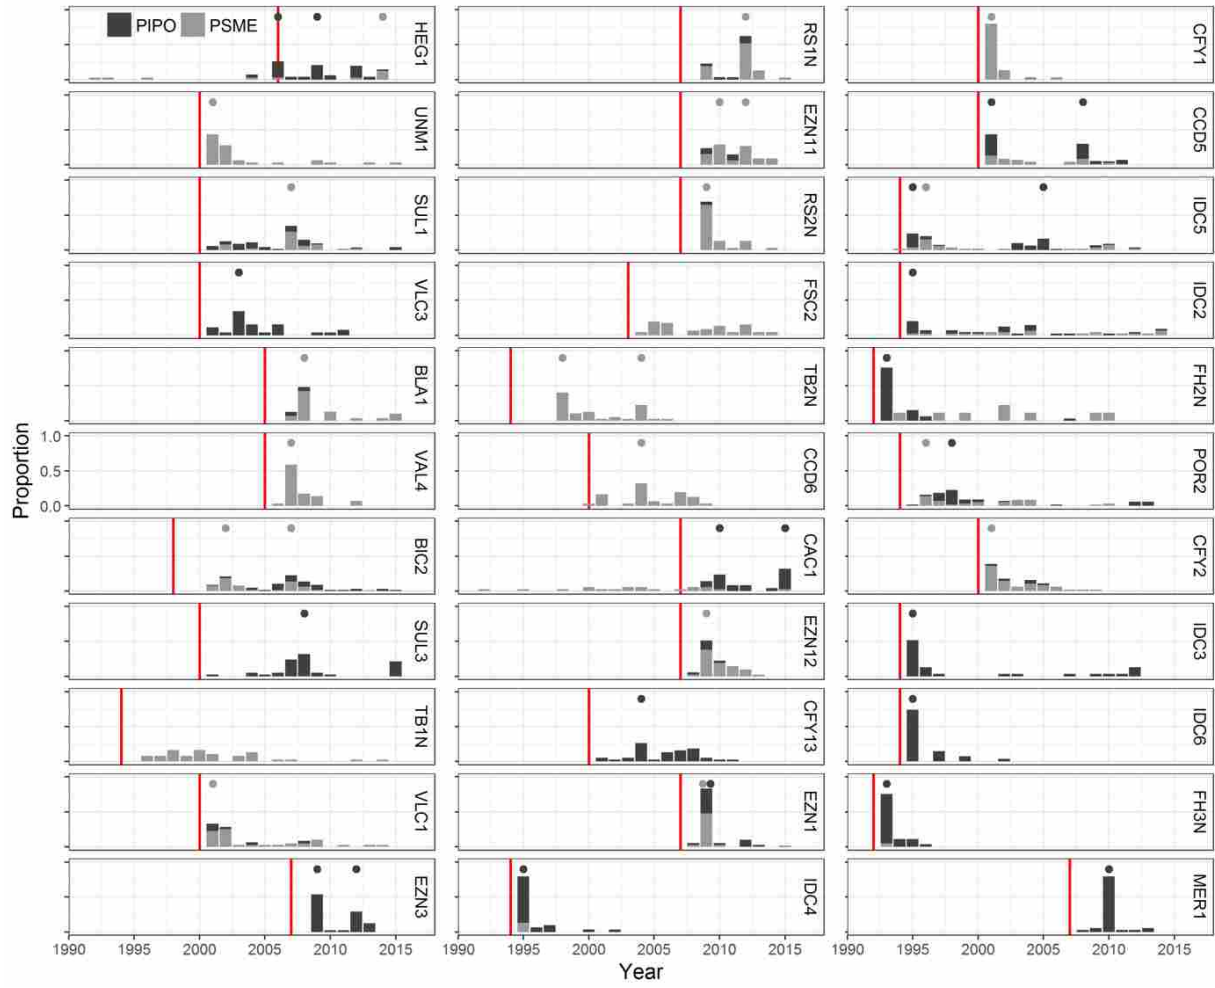 PIPO PSME
HEG1
RS1N
CFY1
UNM1
EZN11
CCD5
SUL1
RS2N
IDC5
VLC3
FSC2
IDC2
BLA1
TB2N
FH2N
VAL4
CCD6
POR2
BIC2
CAC1
CFY2
SUL3
EZN12
IDC3
TB1N
CFY13
IDC6
VLC1
EZN1
FH3N
EZN3
IDC4
MER1
Proportion
1.0
0.5
0.0
1990 1995 2000 2005 2010 2015 1990 1995 2000 2005 2010 2015 1990 1995 2000 2005 2010 2015
Year